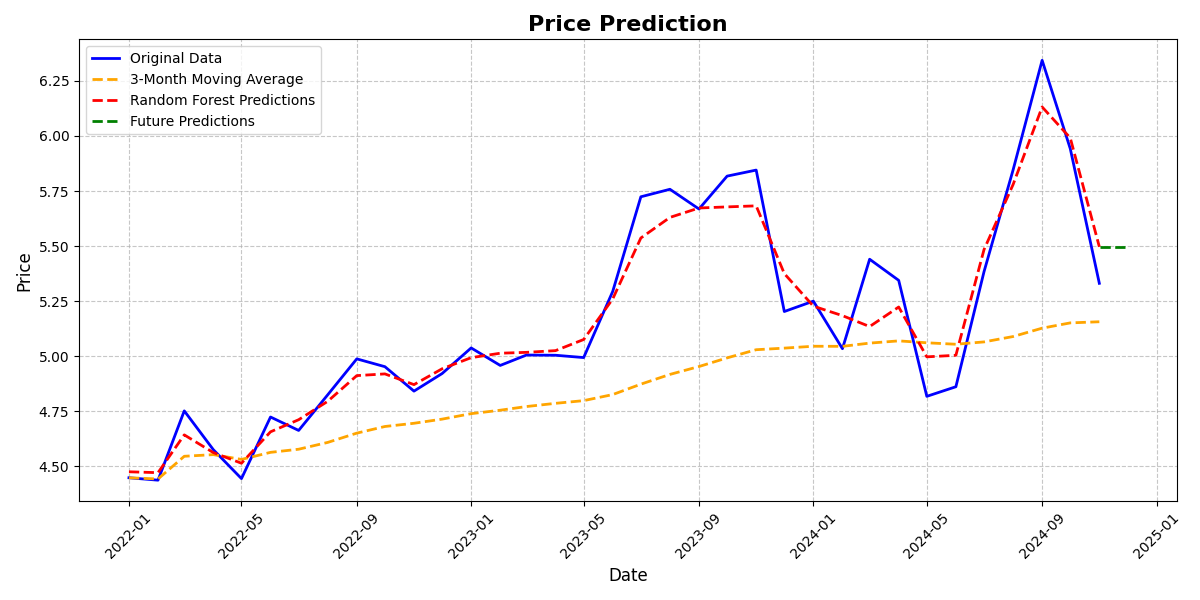 Price Prediction
Original Data
3-Month Moving Average
Random Forest Predictions
Future Predictions
Price
6.25
6.00
5.75
5.50
5.25
5.00
4.75
4.50
2022-01
2022-05
2022-09
2023-01
2023-05
2023-09
2024-01
2024-05
2024-09
2025-01
Date